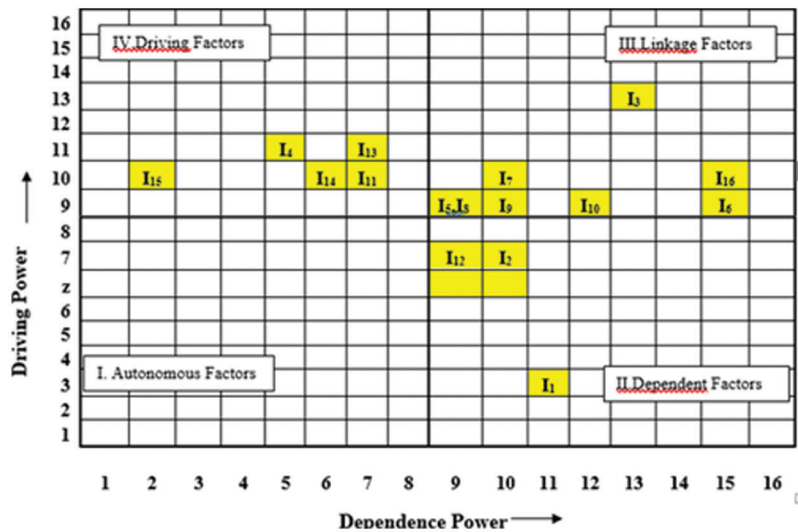 16
IV.Driving Factors
III.Linkage Factors
15
14
13
I3
12
11
I4
I13
10
I15
I14
I11
I7
I16
9
I5,I8
I9
I10
I6
8
7
I12
I2
z
6
5
4
I. Autonomous Factors
3
I1
II.Dependent Factors
2
1
Driving Power
1 2 3 4 5 6 7 8 9 10 11 12 13 14 15 16
Dependence Power